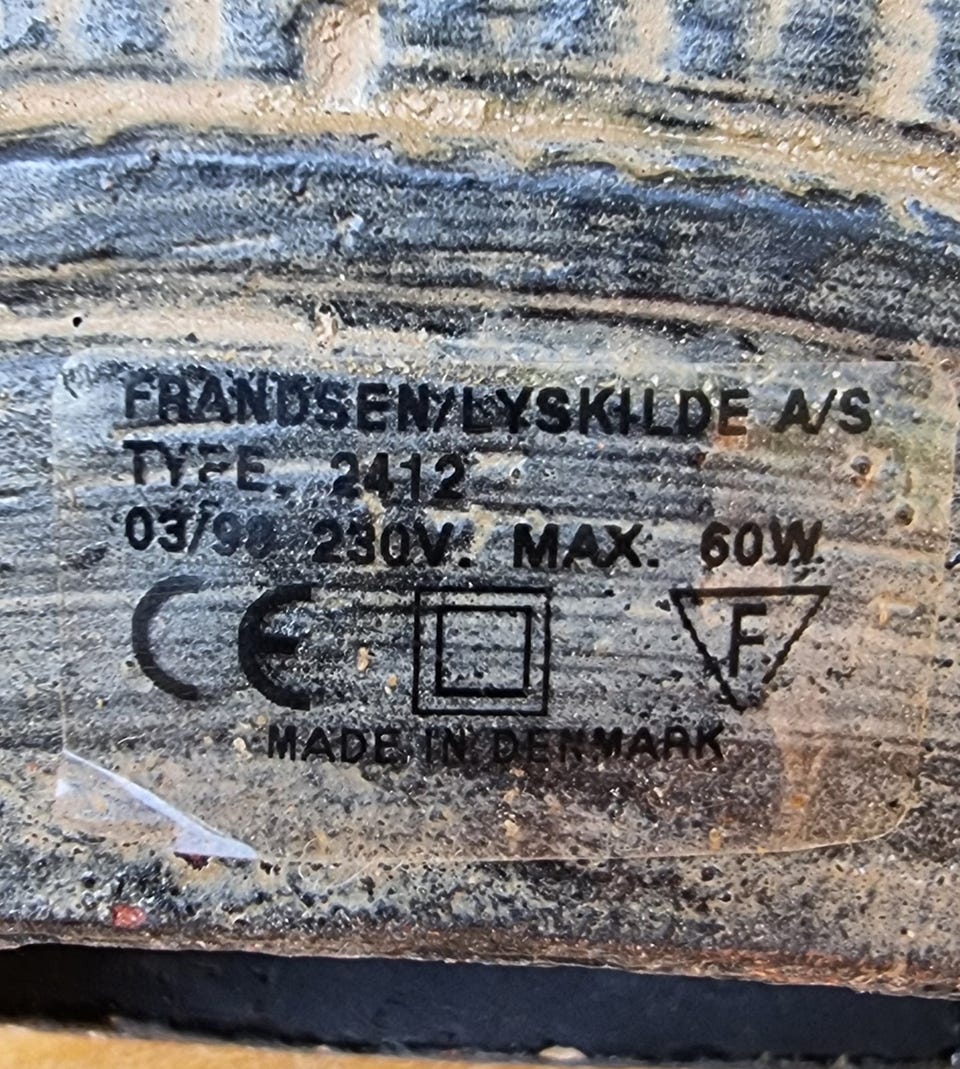 FRANDSEN/LYSKILDE A/S
TYPE. 2412
230V. MAX. 60W
CE F
MADE IN DENMARK